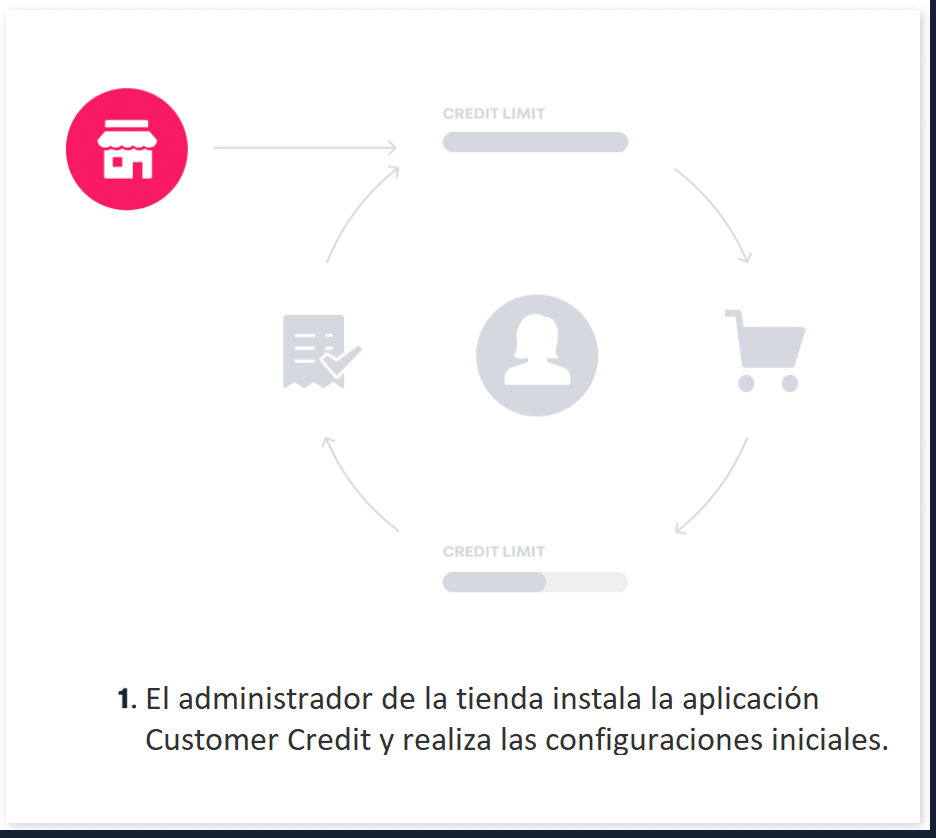 CREDIT LIMIT
CREDIT LIMIT
1. El administrador de la tienda instala la aplicación
Customer Credit y realiza las configuraciones iniciales.